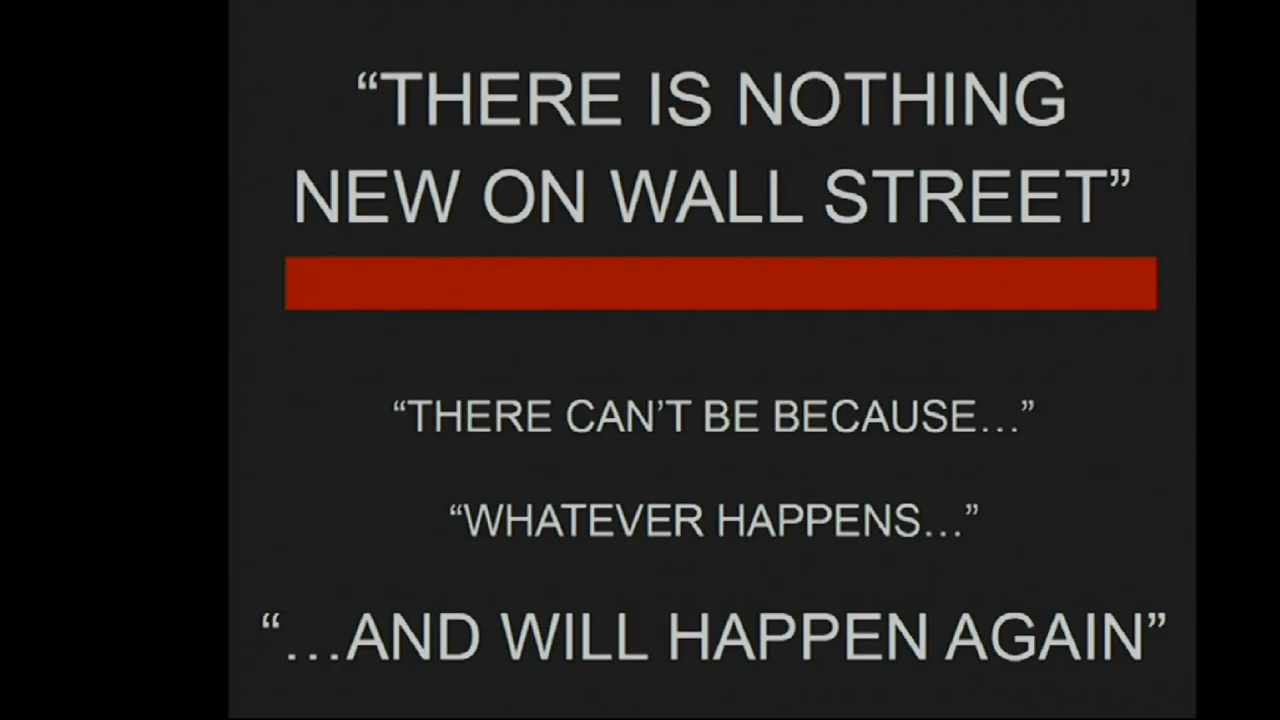 “THERE IS NOTHING
NEW ON WALL STREET”
“THERE CAN’T BE BECAUSE…”
“WHATEVER HAPPENS…”
“…AND WILL HAPPEN AGAIN”